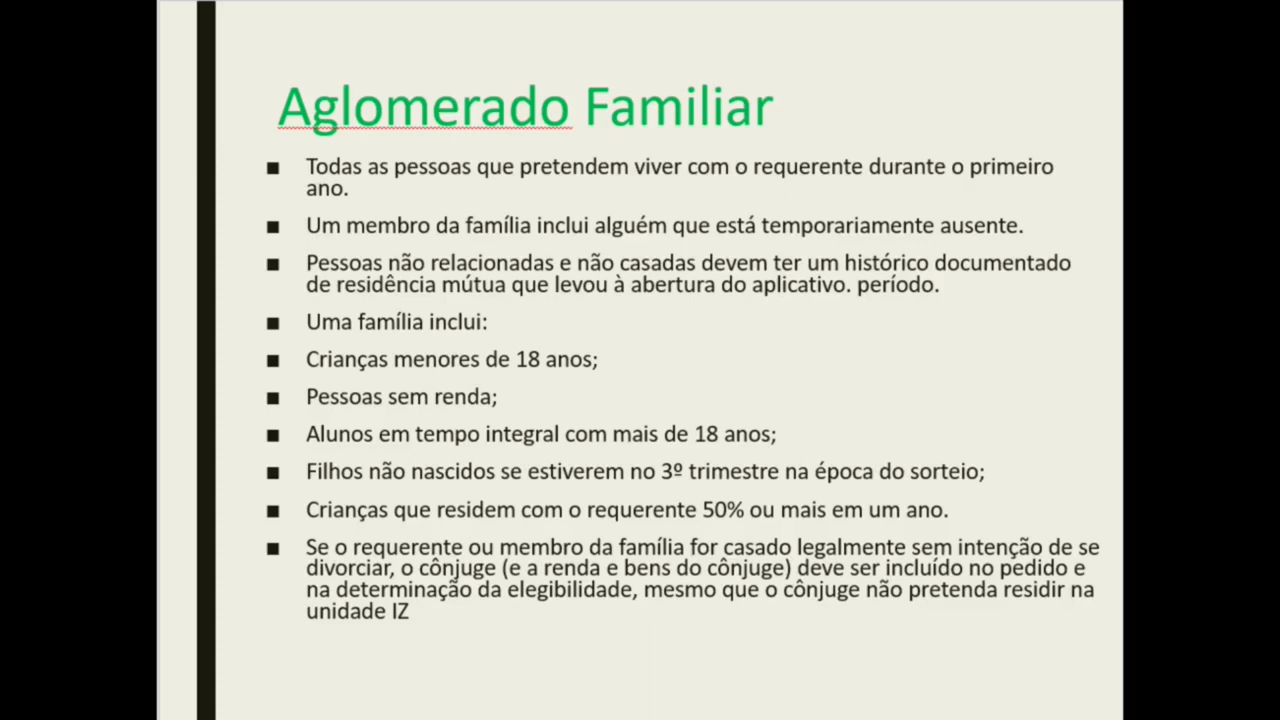 Aglomerado Familiar
■ Todas as pessoas que pretendem viver com o requerente durante o primeiro
ano.
■ Um membro da família inclui alguém que está temporariamente ausente.
■ Pessoas não relacionadas e não casadas devem ter um histórico documentado
de residência mútua que levou à abertura do aplicativo. período.
■ Uma família inclui:
■ Crianças menores de 18 anos;
■ Pessoas sem renda;
■ Alunos em tempo integral com mais de 18 anos;
■ Filhos não nascidos se estiverem no 3º trimestre na época do sorteio;
■ Crianças que residem com o requerente 50% ou mais em um ano.
■ Se o requerente ou membro da família for casado legalmente sem intenção de se
divorciar, o cônjuge (e a renda e bens do cônjuge) deve ser incluído no pedido e
na determinação da elegibilidade, mesmo que o cônjuge não pretenda residir na
unidade IZ